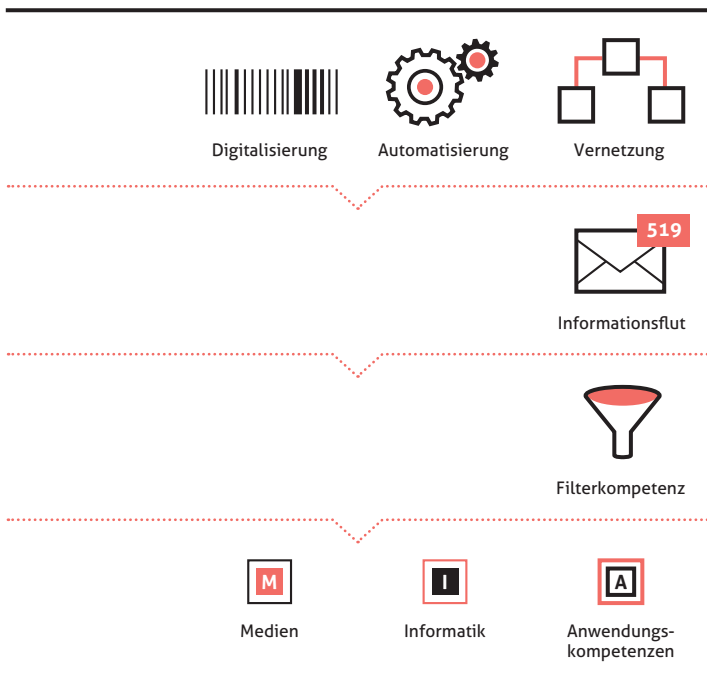 Digitalisierung
Automatisierung
Vernetzung
519
Informationsflut
Filterkompetenz
M
I
A
Medien
Informatik
Anwendungs-
kompetenzen